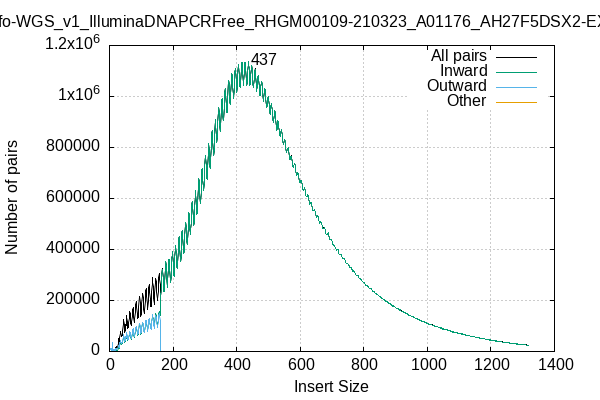 fo-WGS_v1_IlluminaDNAPCRFree_RHGM00109-210323_A01176_AH27F5DSX2-EX
1.2x10⁶
1x10⁶
800000
600000
400000
200000
0
Number of pairs
437
All pairs
Inward
Outward
Other
0 200 400 600 800 1000 1200 1400
Insert Size